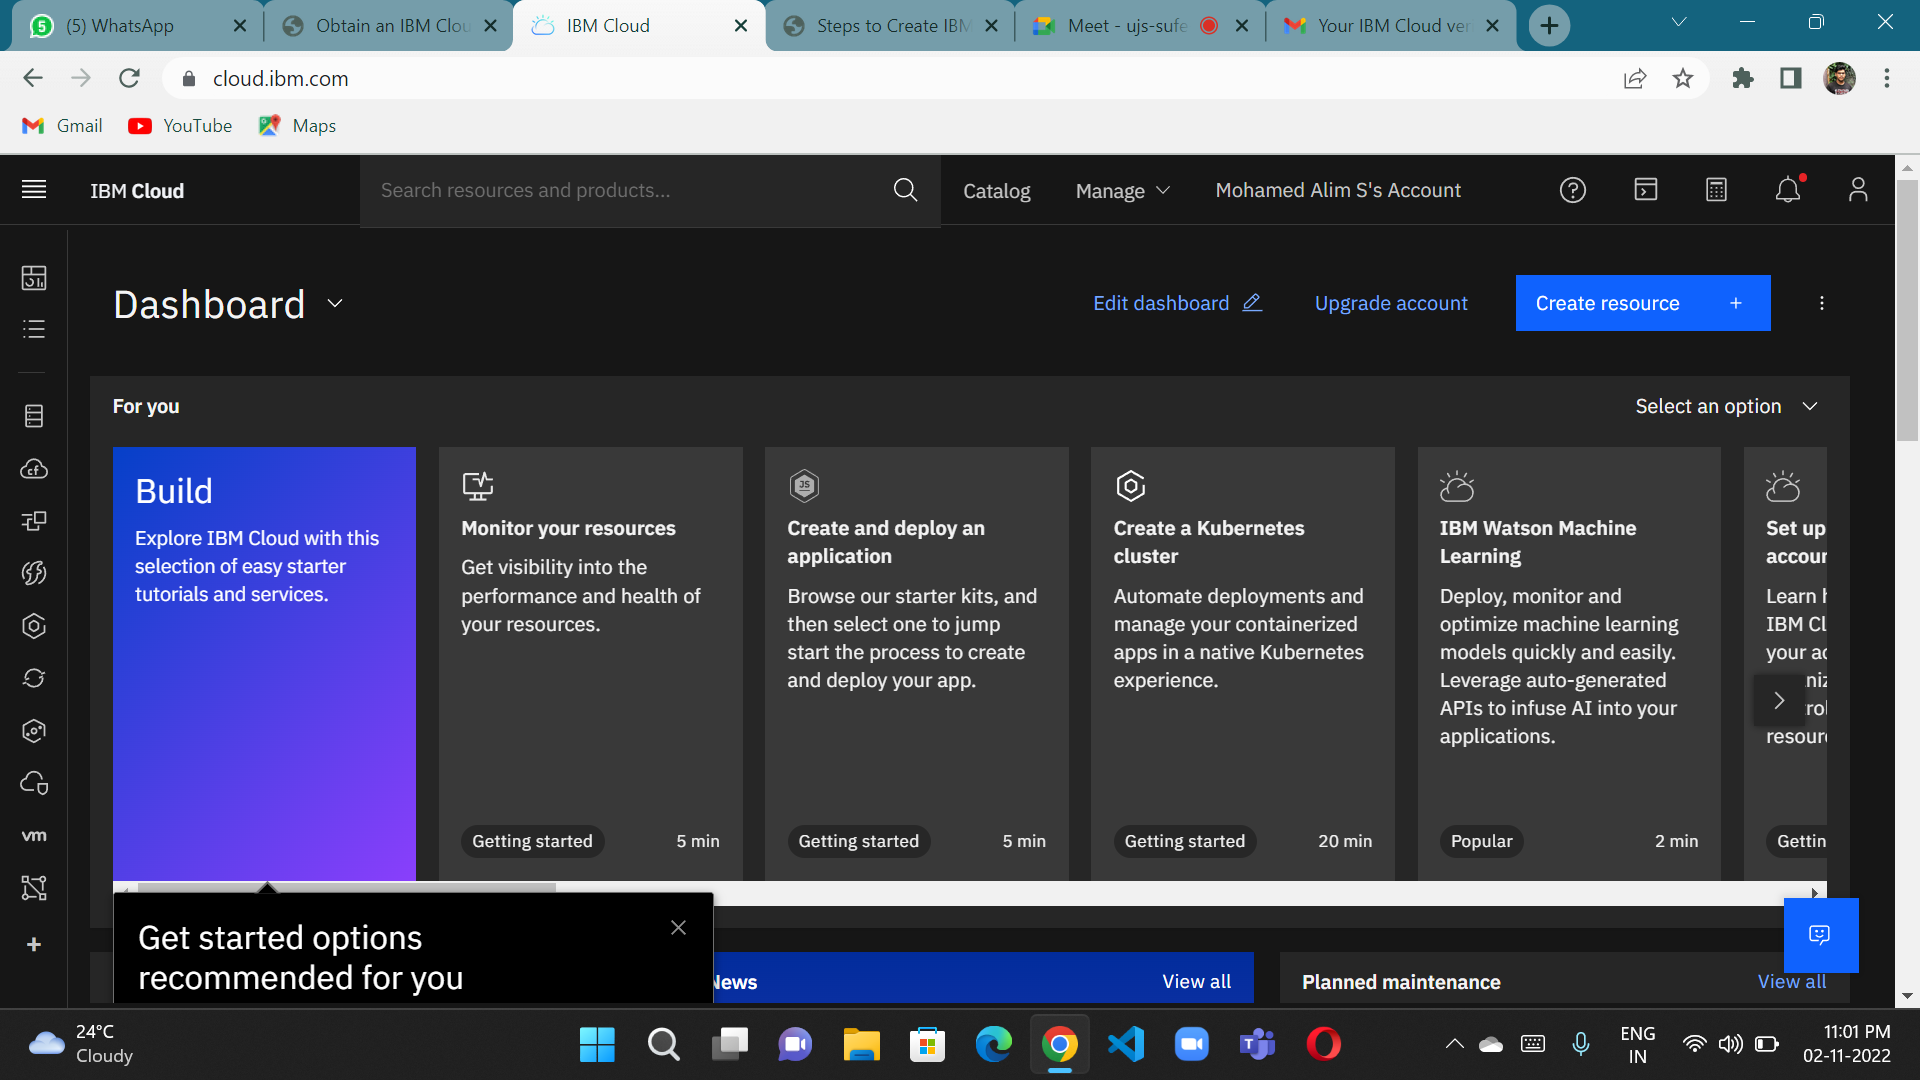 (5) WhatsApp
Obtain an IBM Clou
IBM Cloud
Steps to Create IBM
Meet - ujs-sufe
Your IBM Cloud ver
cloud.ibm.com
Gmail
YouTube
Maps
IBM Cloud
Search resources and products...
Catalog
Manage
Mohamed Alim S's Account
Dashboard
Edit dashboard
Upgrade account
Create resource +
For you
Select an option
Build
Explore IBM Cloud with this
selection of easy starter
tutorials and services.
Monitor your resources
Get visibility into the
performance and health of
your resources.
Getting started
5 min
JS
Create and deploy an
application
Browse our starter kits, and
then select one to jump
start the process to create
and deploy your app.
Getting started
5 min
Create a Kubernetes
cluster
Automate deployments and
manage your containerized
apps in a native Kubernetes
experience.
Getting started
20 min
IBM Watson Machine
Learning
Deploy, monitor and
optimize machine learning
models quickly and easily.
Leverage auto-generated
APIs to infuse AI into your
applications.
Popular
2 min
Set up
accoun
Learn h
IBM Cl
your ac
niz
rol
resour
Gettin
cf
vm
Get started options
recommended for you
News
View all
Planned maintenance
View all
24°C
Cloudy
ENG
IN
11:01 PM
02-11-2022